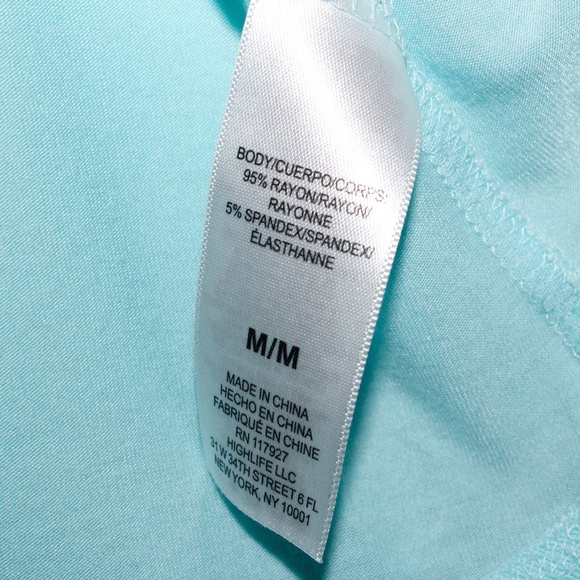 BODY/CUERPO/CORPS:
95% RAYON/RAYON/
RAYONNE
5% SPANDEX/SPANDEX/
ÉLASTHANNE
M/M
MADE IN CHINA
HECHO EN CHINA
FABRIQUÉ EN CHINE
RN 117927
HIGHLIFE LLC
31 W 34TH STREET 6 FL
NEW YORK, NY 10001